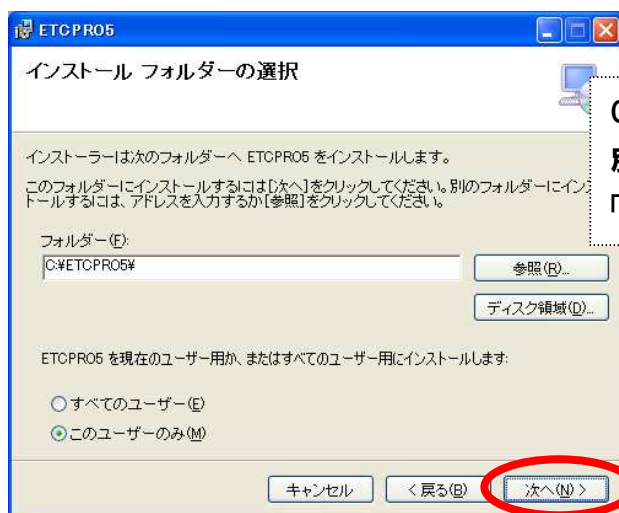 ETCPRO5
インストール フォルダーの選択
インストーラーは次のフォルダーへ ETCPRO5 をインストールします。
このフォルダーにインストールするには[次へ]をクリックしてください。別のフォルダーにインス
トールするには、アドレスを入力するか[参照]をクリックしてください。
フォルダー(F):
C:¥ETCPRO5¥
参照(R)...
ディスク領域(D)...
ETCPRO5 を現在のユーザー用か、またはすべてのユーザー用にインストールします:
すべてのユーザー(E)
このユーザーのみ(M)
キャンセル
< 戻る(B)
次へ(N) >